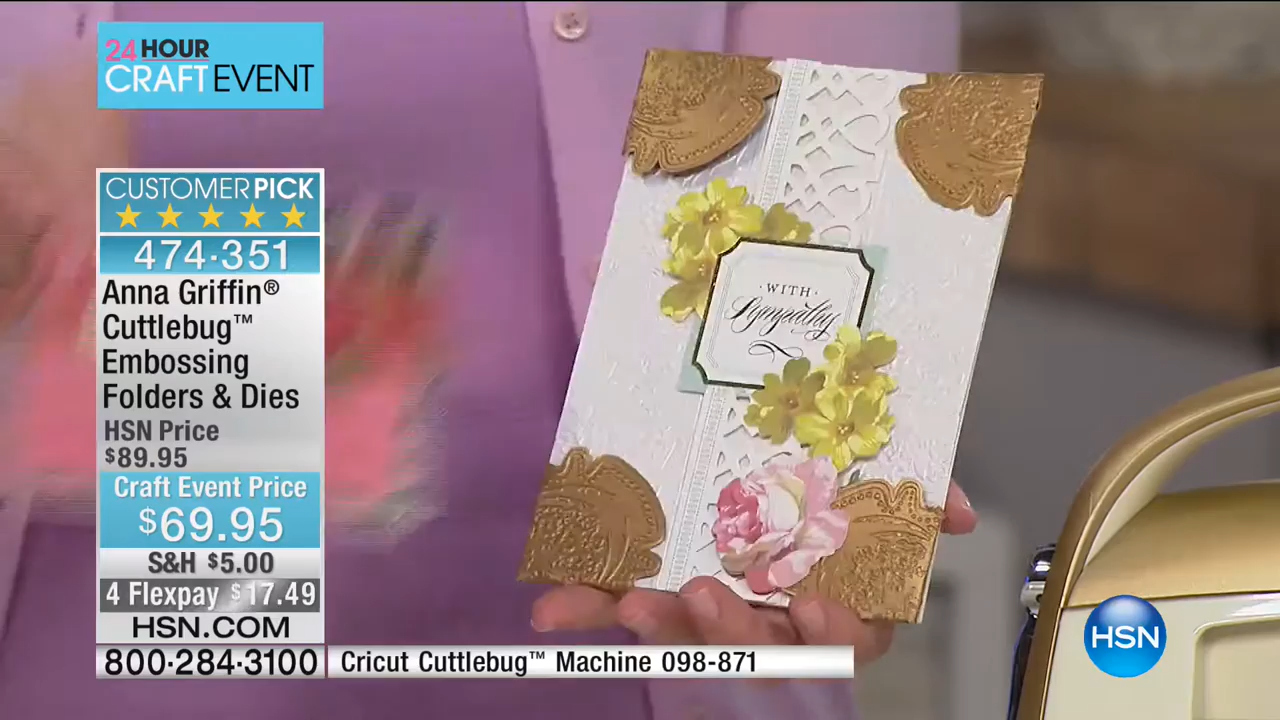 24 HOUR
CRAFT EVENT
CUSTOMER PICK
474·351
Anna Griffin®
Cuttlebug™
Embossing
Folders & Dies
HSN Price
$89.95
Craft Event Price
$69.95
S&H $5.00
4 Flexpay $17.49
HSN.COM
800·284·3100
Cricut Cuttlebug™ Machine 098-871
·WITH·
Sympathy
HSN